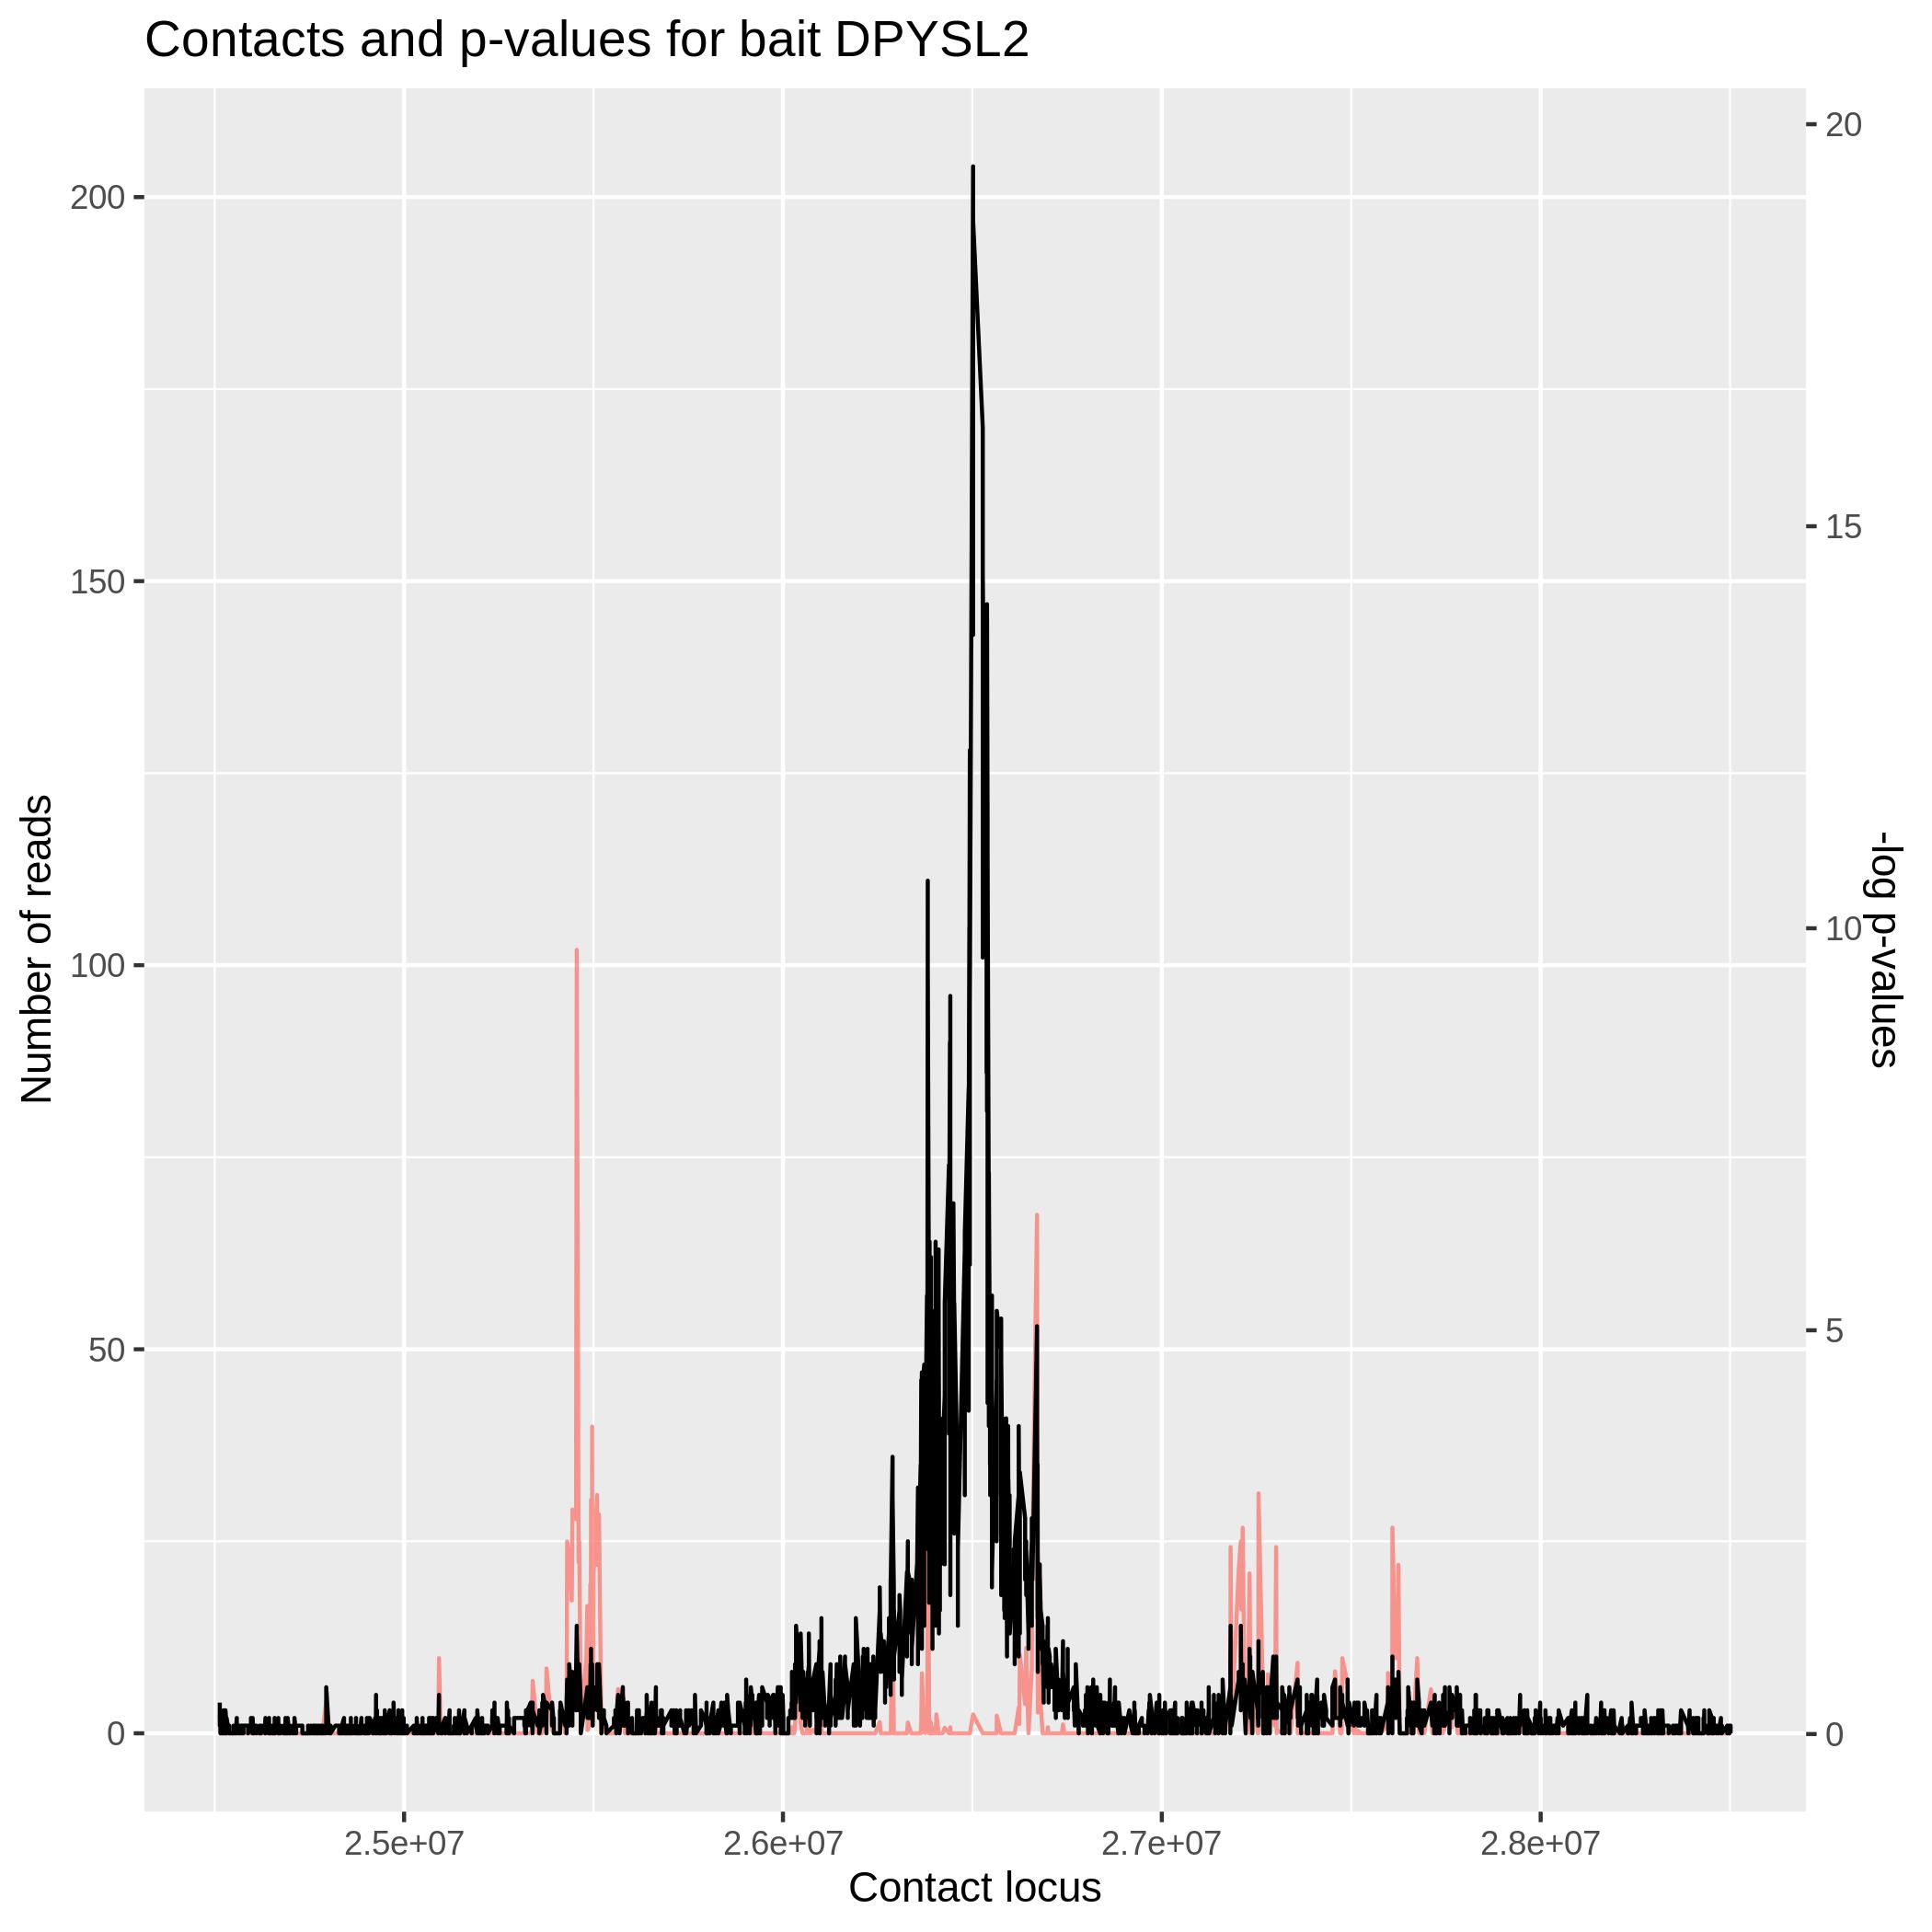 Contacts and p-values for bait DPYSL2
Number of reads
200
150
100
50
0
20
15
10
5
0
-log p-values
2.5e+07
2.6e+07
2.7e+07
2.8e+07
Contact locus